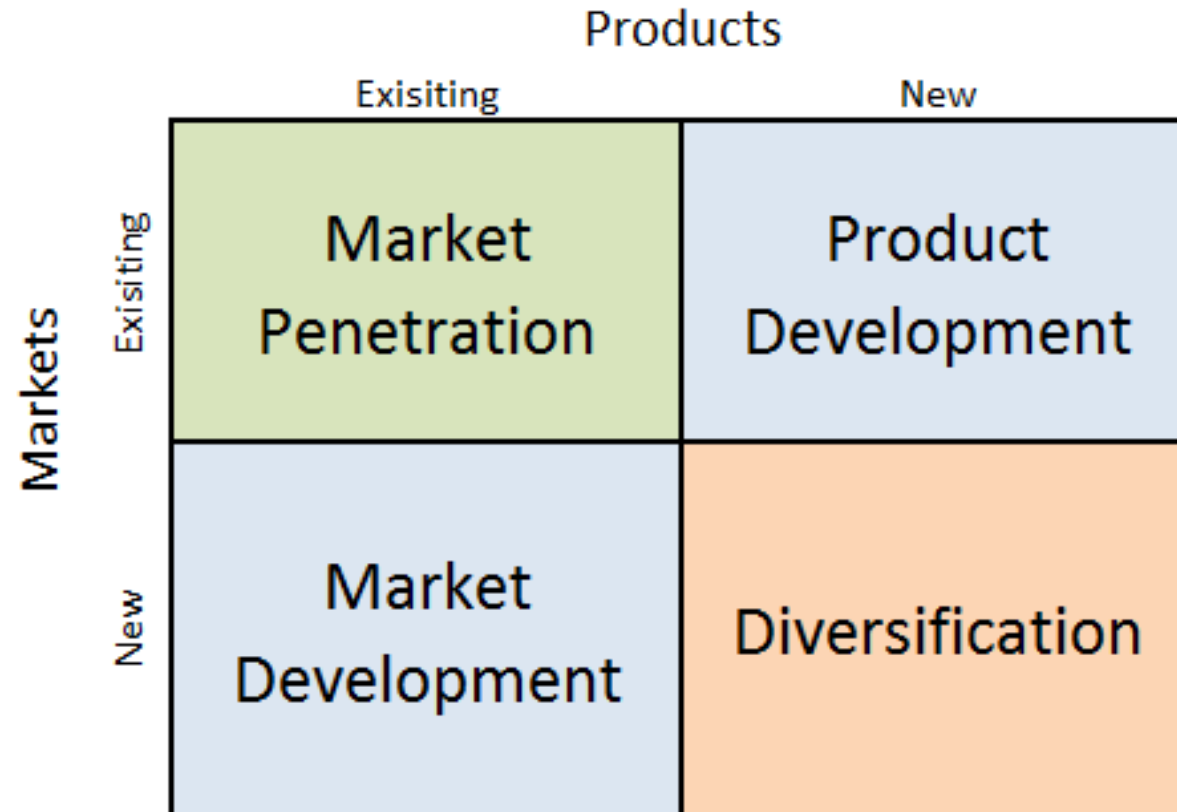 Products
Exisiting New
Markets
Exisiting
Market
Penetration
Product
Development
New
Market
Development
Diversification